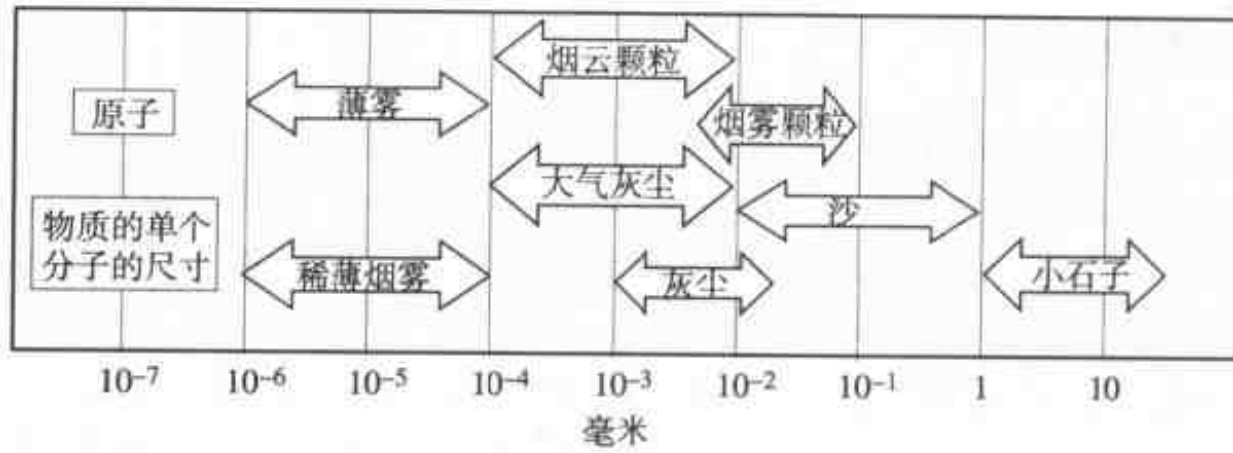 烟云颗粒
薄雾
原子
烟雾颗粒
大气灰尘
沙
物质的单个
分子的尺寸
稀薄烟雾
灰尘
小石子
10⁻⁷ 10⁻⁶ 10⁻⁵ 10⁻⁴ 10⁻³ 10⁻² 10⁻¹ 1 10
毫米